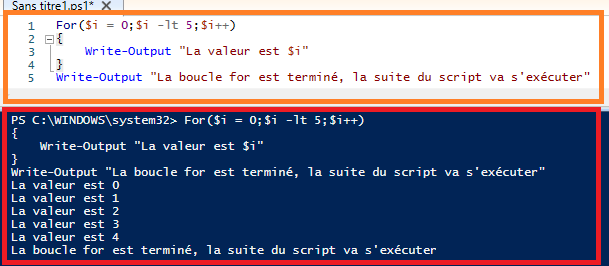 Sans titre1.ps1* X
1 For($i = 0;$i -lt 5;$i++)
2 {
3 Write-Output "La valeur est $i"
4 }
5 Write-Output "La boucle for est terminé, la suite du script va s'exécuter"
PS C:\WINDOWS\system32> For($i = 0;$i -lt 5;$i++)
{
Write-Output "La valeur est $i"
}
Write-Output "La boucle for est terminé, la suite du script va s'exécuter"
La valeur est 0
La valeur est 1
La valeur est 2
La valeur est 3
La valeur est 4
La boucle for est terminé, la suite du script va s'exécuter